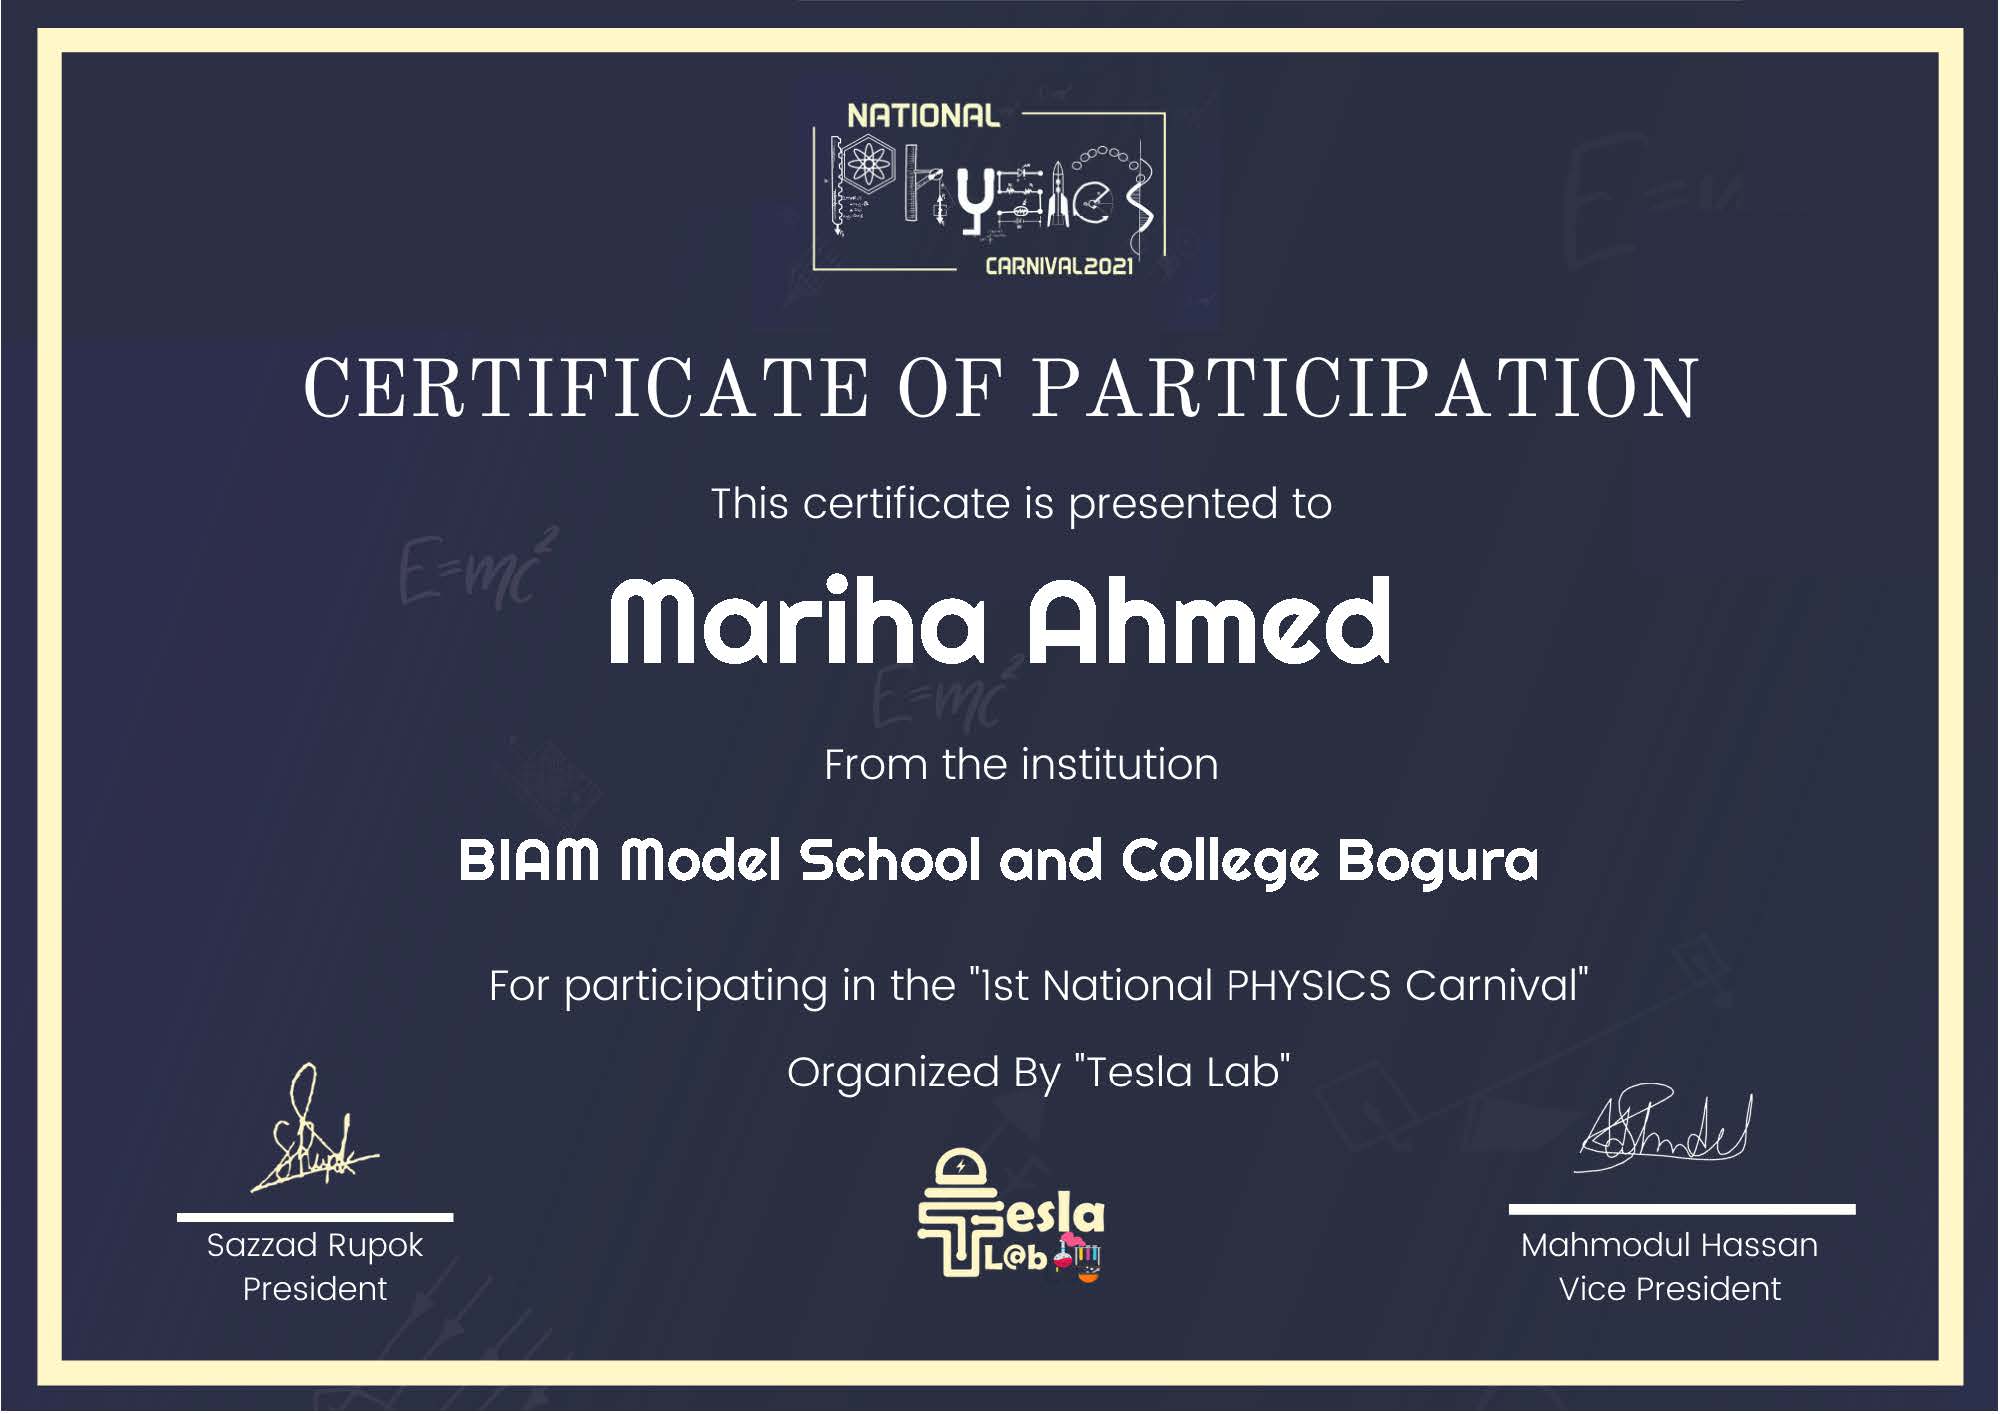 NATIONAL
Physics
CARNIVAL2021
CERTIFICATE OF PARTICIPATION
This certificate is presented to
E=mc²
Mariha Ahmed
E=mc²
From the institution
BIAM Model School and College Bogura
For participating in the "1st National PHYSICS Carnival"
Organized By "Tesla Lab"
Tesla
L@b
Sazzad Rupok
President
Mahmodul Hassan
Vice President